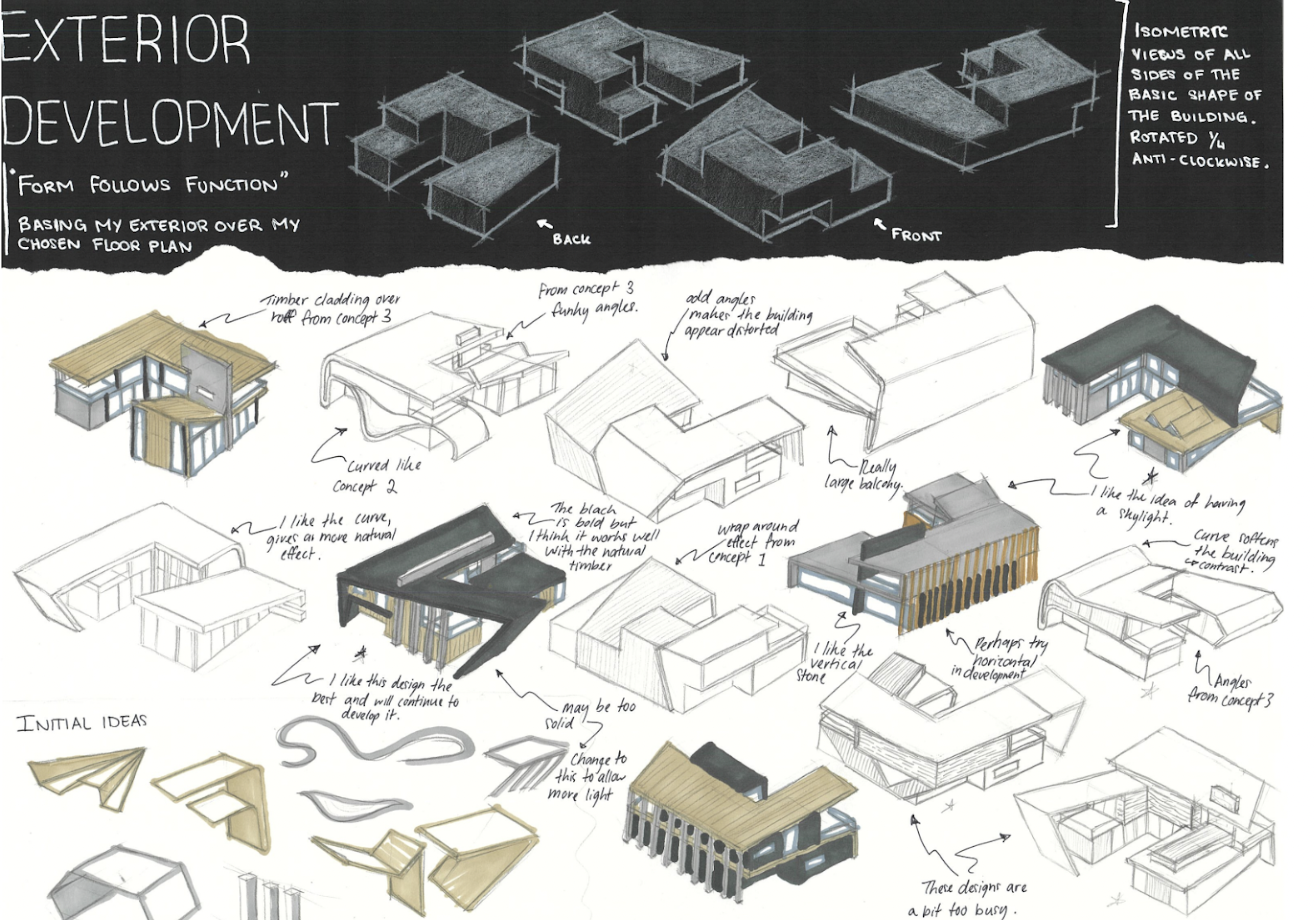 EXTERIOR
DEVELOPMENT
"FORM FOLLOWS FUNCTION"
BASING MY EXTERIOR OVER MY
CHOSEN FLOOR PLAN
BACK
FRONT
ISOMETRIC
VIEWS OF ALL
SIDES OF THE
BASIC SHAPE OF
THE BUILDING.
ROTATED 1/4
ANTI-CLOCKWISE.
Timber cladding over
roof from concept 3
From concept 3
funky angles.
odd angles
makes the building
appear distorted
Curved like
concept 2
Really
large balcony.
I like the idea of having
a skylight.
I like the curve,
gives a more natural
effect.
The black
is bold but
I think it works well
with the natural
timber
wrap around
effect from
concept 1
Curve softens
the building
contrast.
I like the
vertical
stone
Perhaps try
horizontal
in development
Angles
from concept 3
I like this design the
best and will continue to
develop it.
may be too
solid
Change to
this to allow
more light
INITIAL IDEAS
These designs are
a bit too busy.